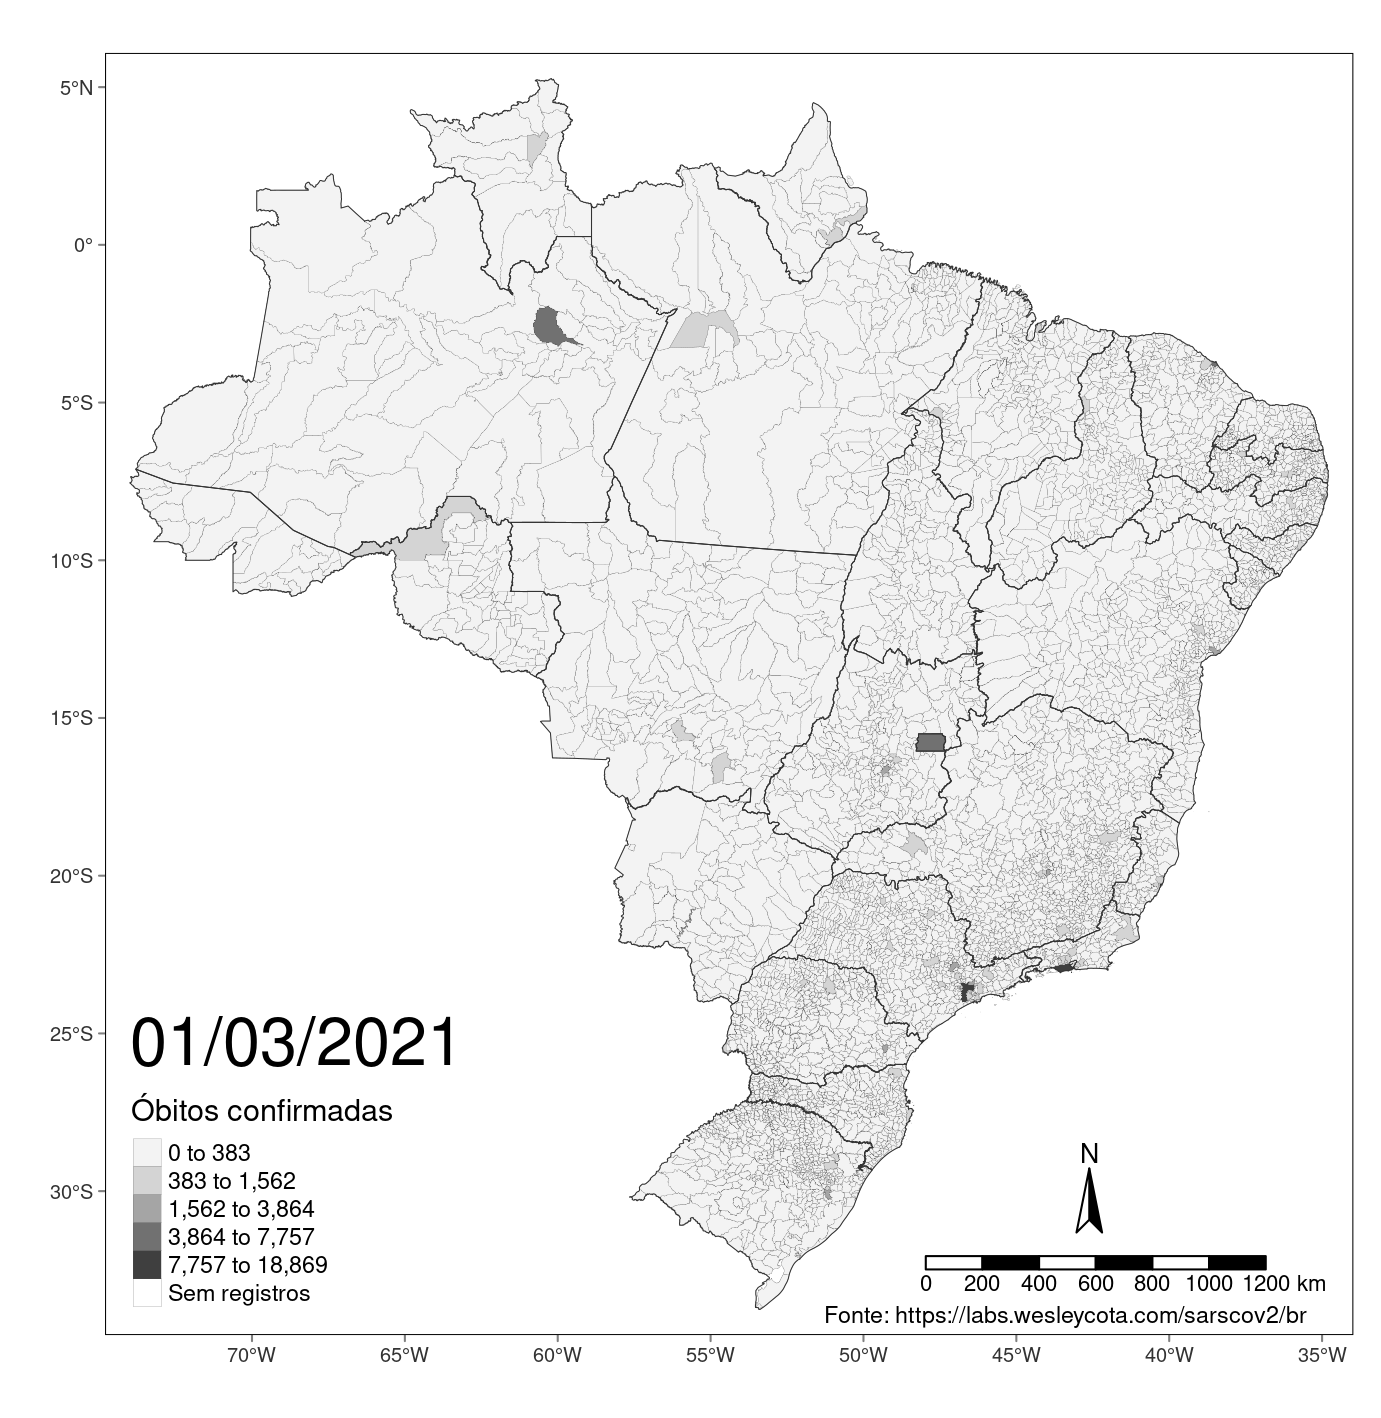 5°N
0°
5°S
10°S
15°S
20°S
25°S
30°S
01/03/2021
Óbitos confirmadas
0 to 383
383 to 1,562
1,562 to 3,864
3,864 to 7,757
7,757 to 18,869
Sem registros
N
0 200 400 600 800 1000 1200 km
Fonte: https://labs.wesleycota.com/sarscov2/br
70°W 65°W 60°W 55°W 50°W 45°W 40°W 35°W